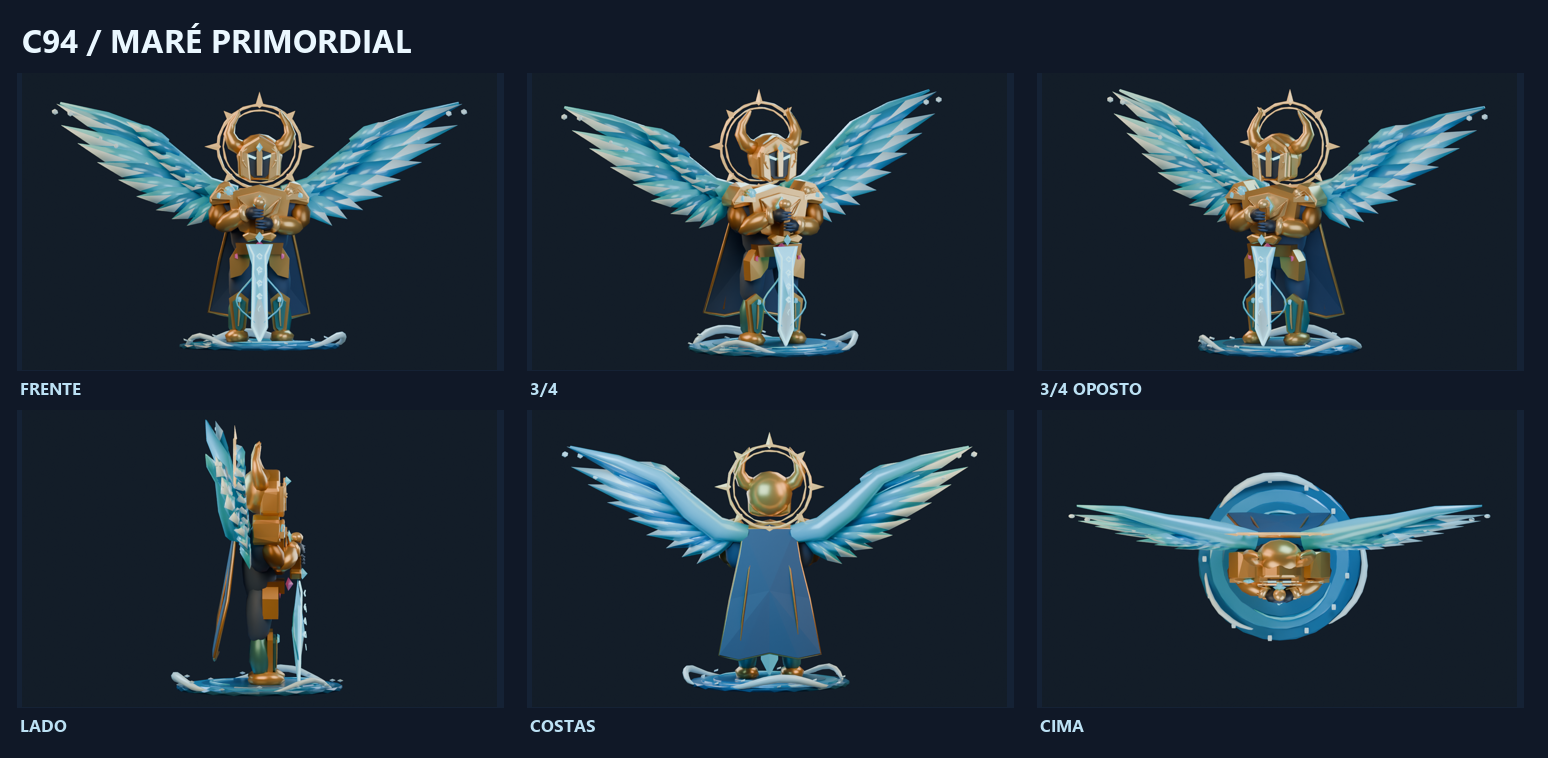 C94 / MARÉ PRIMORDIAL
FRENTE
3/4
3/4 OPOSTO
LADO
COSTAS
CIMA